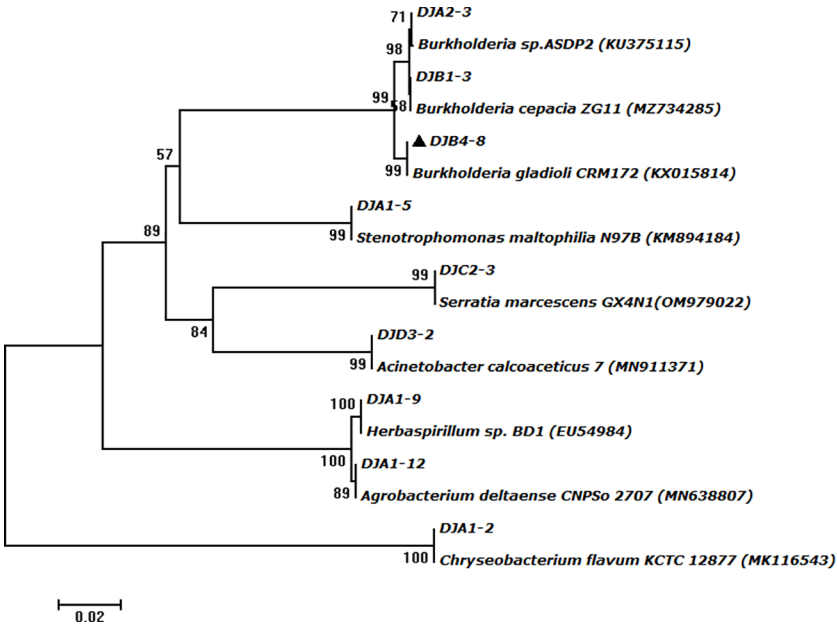 DJA2-3
71
Burkholderia sp.ASDP2 (KU375115)
98
DJB1-3
99
58
Burkholderia cepacia ZG11 (MZ734285)
DJB4-8
57
99
Burkholderia gladioli CRM172 (KX015814)
DJA1-5
89
99
Stenotrophomonas maltophilia N97B (KM894184)
DJC2-3
99
Serratia marcescens GX4N1(OM979022)
84
DJD3-2
99
Acinetobacter calcoaceticus 7 (MN911371)
DJA1-9
100
Herbaspirillum sp. BD1 (EU54984)
100
DJA1-12
89
Agrobacterium deltaense CNPSo 2707 (MN638807)
DJA1-2
100
Chryseobacterium flavum KCTC 12877 (MK116543)
0.02